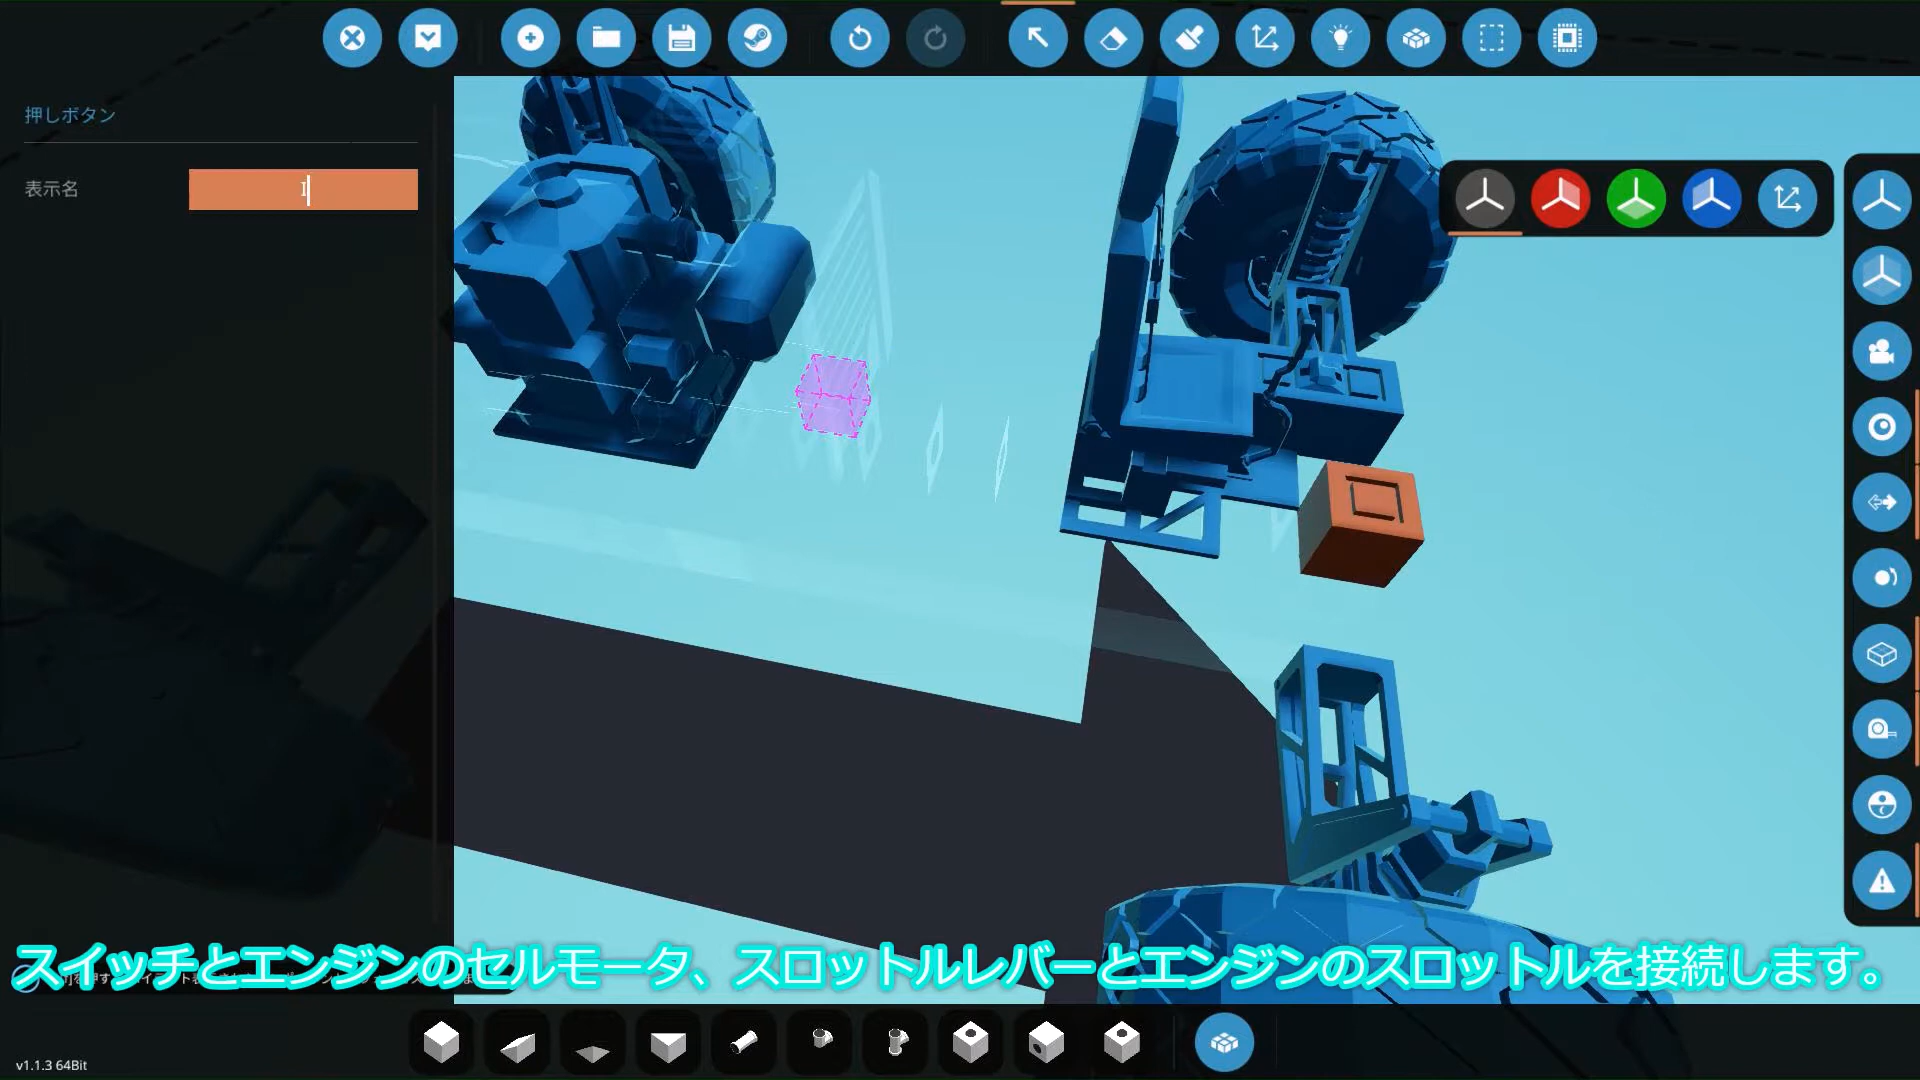 押しボタン
表示名
I
スイッチとエンジンのセルモータ、スロットルレバーとエンジンのスロットルを接続します。
v1.1.3 64Bit